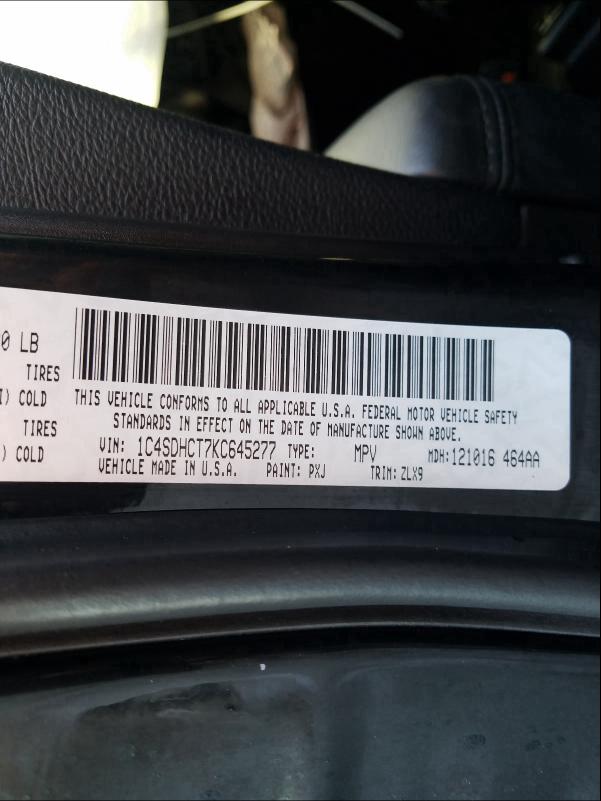 0 LB
TIRES
I) COLD
TIRES
) COLD
THIS VEHICLE CONFORMS TO ALL APPLICABLE U.S.A. FEDERAL MOTOR VEHICLE SAFETY
STANDARDS IN EFFECT ON THE DATE OF MANUFACTURE SHOWN ABOVE.
VIN: 1C4SDHCT7KC645277 TYPE: MPV MDH:121016 464AA
VEHICLE MADE IN U.S.A. PAINT: PXJ TRIM:ZLX9